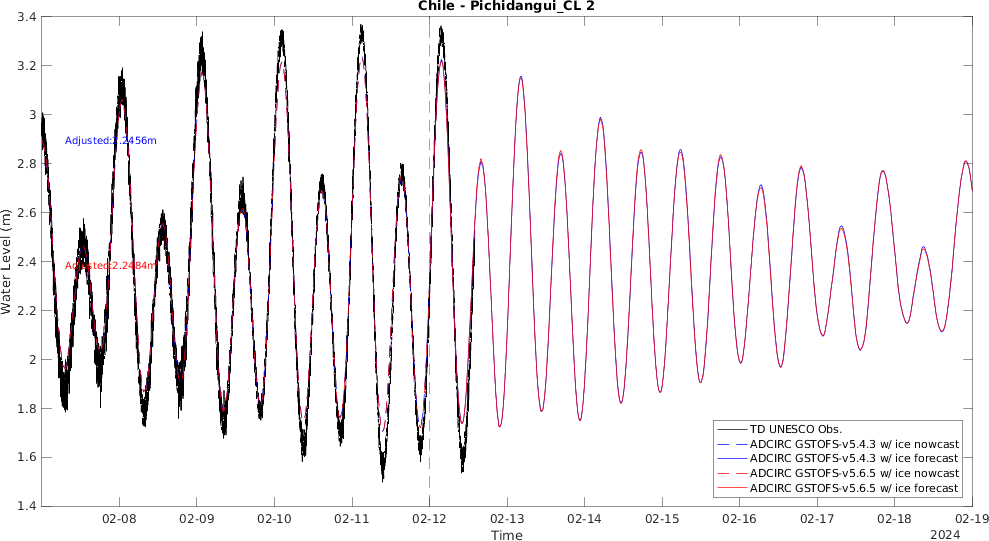 Chile - Pichidangui_CL 2
3.4
3.2
3
2.8
2.6
2.4
2.2
2
1.8
1.6
1.4
Water Level (m)
Adjusted:2.2456m
Adjusted:2.2484m
TD UNESCO Obs.
ADCIRC GSTOFS-v5.4.3 w/ ice nowcast
ADCIRC GSTOFS-v5.4.3 w/ ice forecast
ADCIRC GSTOFS-v5.6.5 w/ ice nowcast
ADCIRC GSTOFS-v5.6.5 w/ ice forecast
02-08 02-09 02-10 02-11 02-12 02-13 02-14 02-15 02-16 02-17 02-18 02-19
Time
2024